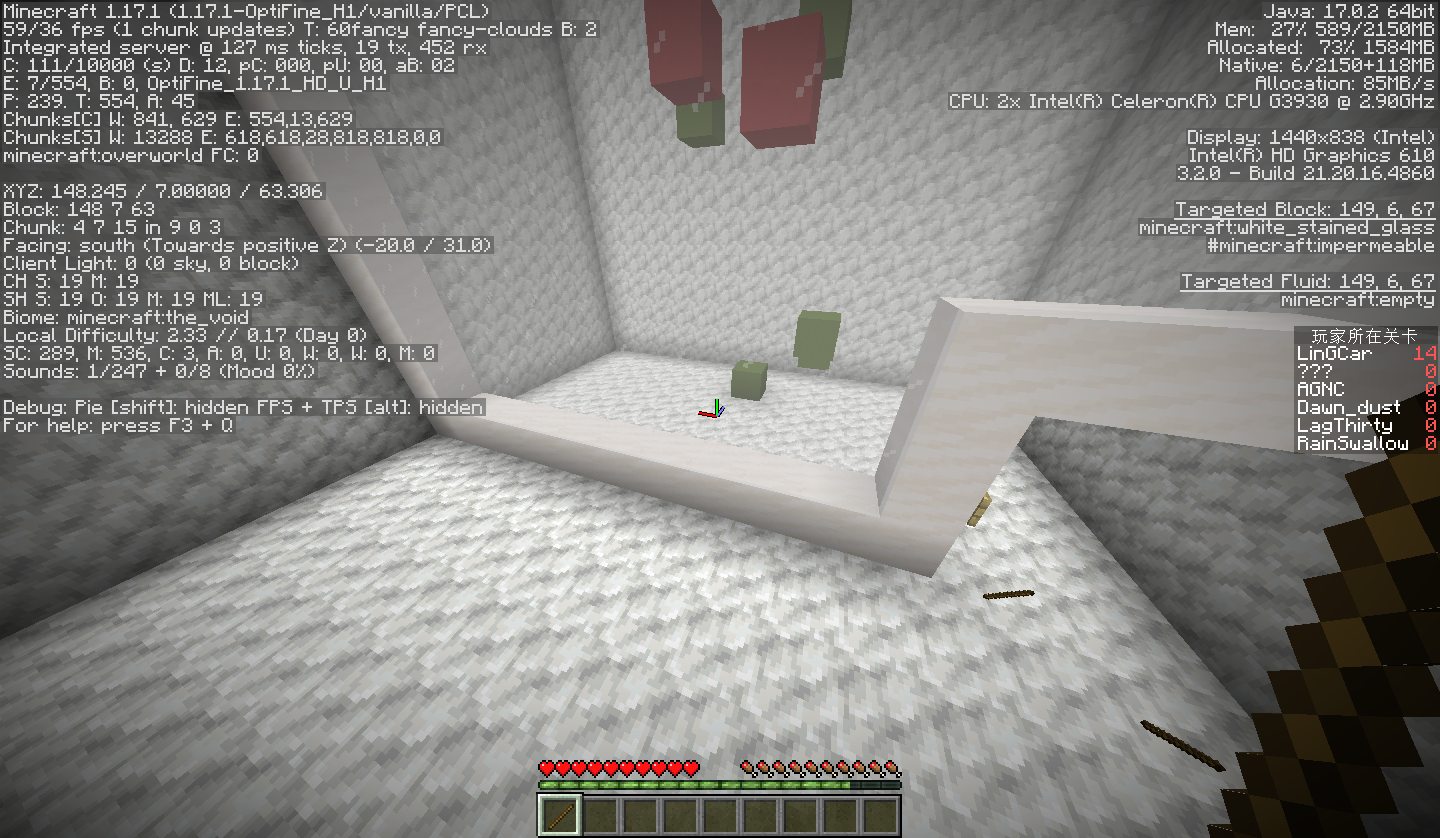 Minecraft 1.17.1 (1.17.1-OptiFine_H1/vanilla/PCL)
59/36 fps (1 chunk updates) T: 60fancy fancy-clouds B: 2
Integrated server @ 127 ms ticks, 19 tx, 452 rx
C: 111/10000 (s) D: 12, pC: 000, pU: 00, aB: 02
E: 7/554, B: 0, OptiFine_1.17.1_HD_U_H1
P: 239, T: 554, A: 45
Chunks[C] W: 841, 629 E: 554,13,629
Chunks[S] W: 13288 E: 618,618,28,818,818,0,0
minecraft:overworld FC: 0
XYZ: 148.245 / 7.00000 / 63.306
Block: 148 7 63
Chunk: 4 7 15 in 9 0 3
Facing: south (Towards positive Z) (-20.0 / 31.0)
Client Light: 0 (0 sky, 0 block)
CH S: 19 M: 19
SH S: 19 O: 19 M: 19 ML: 19
Biome: minecraft:the_void
Local Difficulty: 2.33 // 0.17 (Day 0)
SC: 289, M: 536, C: 3, A: 0, U: 0, W: 0, W: 0, M: 0
Sounds: 1/247 + 0/8 (Mood 0%)
Debug: Pie [shift]: hidden FPS + TPS [alt]: hidden
For help: press F3 + Q
Java: 17.0.2 64bit
Mem: 27% 589/2150MB
Allocated: 73% 1584MB
Native: 6/2150+118MB
Allocation: 85MB/s
CPU: 2x Intel(R) Celeron(R) CPU G3930 @ 2.90GHz
Display: 1440x838 (Intel)
Intel(R) HD Graphics 610
3.2.0 - Build 21.20.16.4860
Targeted Block: 149, 6, 67
minecraft:white_stained_glass
#minecraft:impermeable
Targeted Fluid: 149, 6, 67
minecraft:empty
玩家所在关卡
LinGCar 14
??? 0
AGNC 0
Dawn_dust 0
LagThirty 0
RainSwallow 0